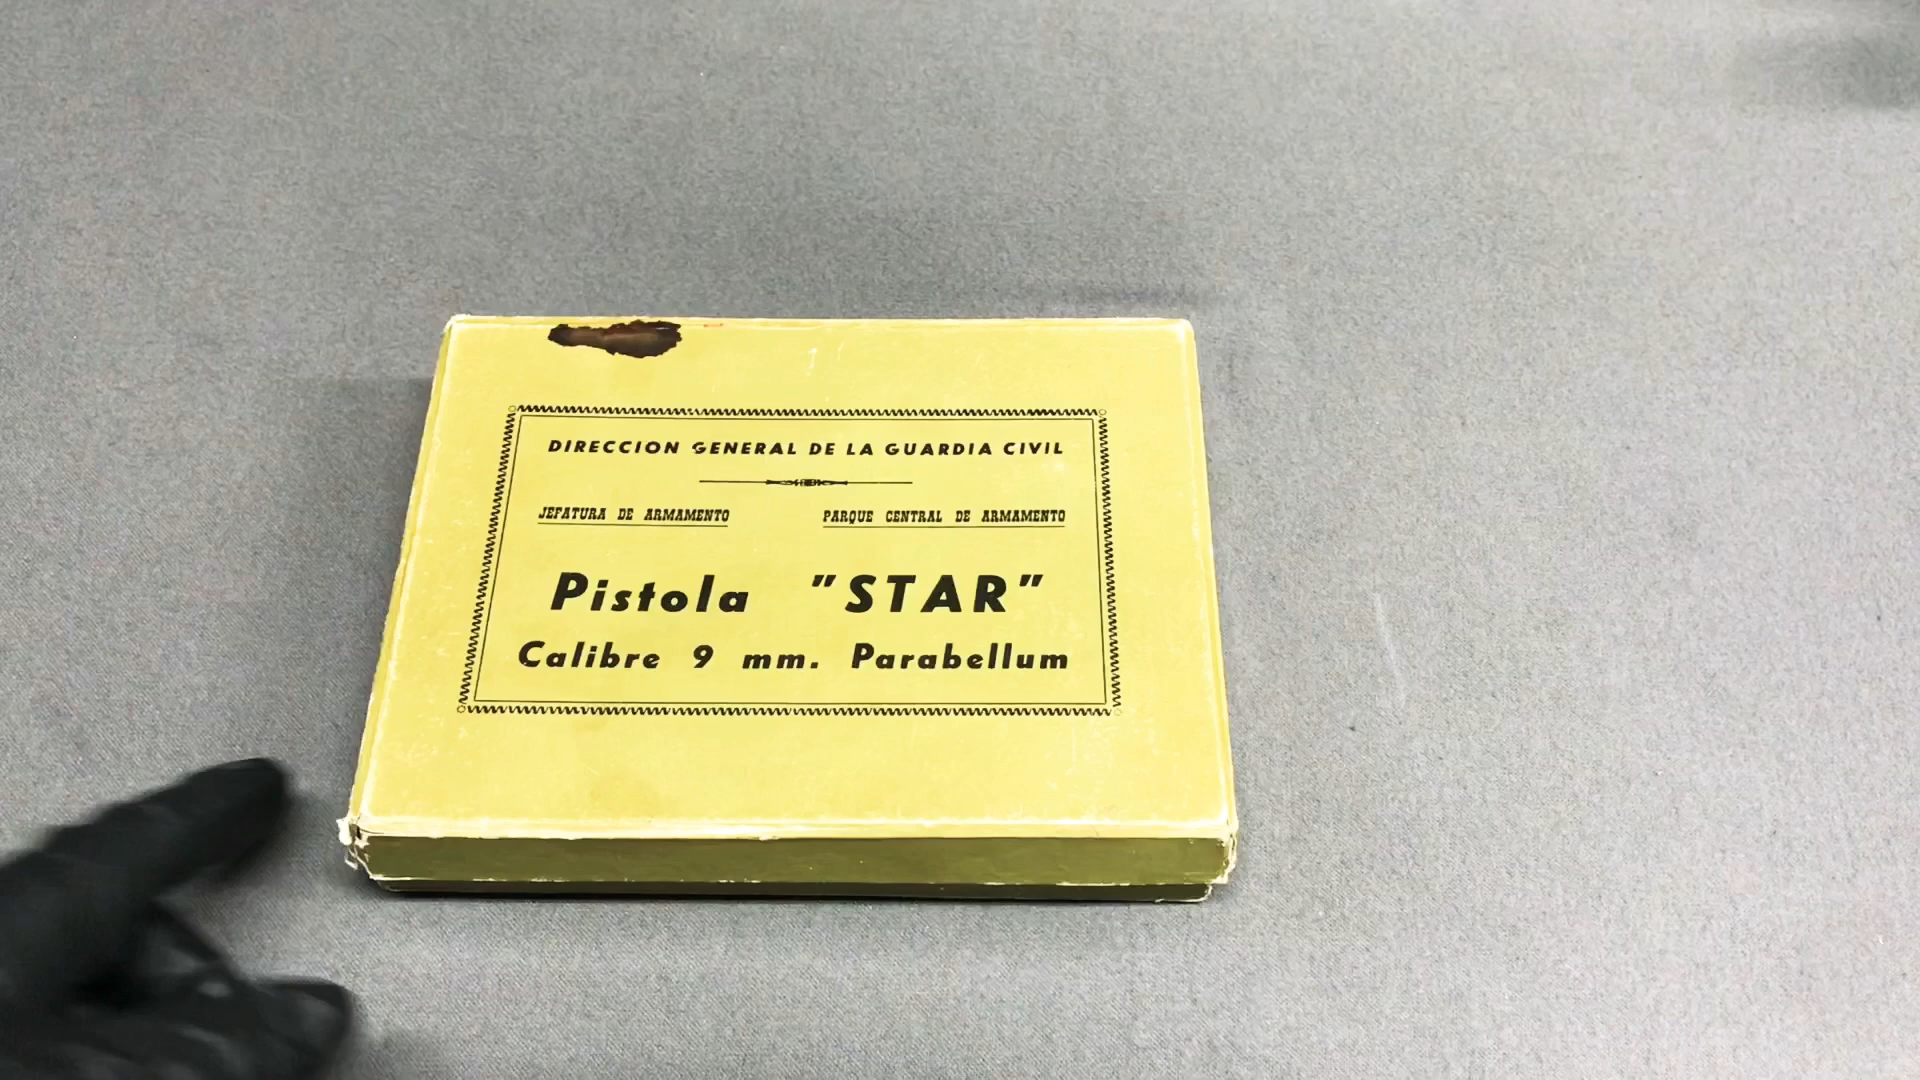 DIRECCION GENERAL DE LA GUARDIA CIVIL
JEFATURA DE ARMAMENTO PARQUE CENTRAL DE ARMAMENTO
Pistola "STAR"
Calibre 9 mm. Parabellum